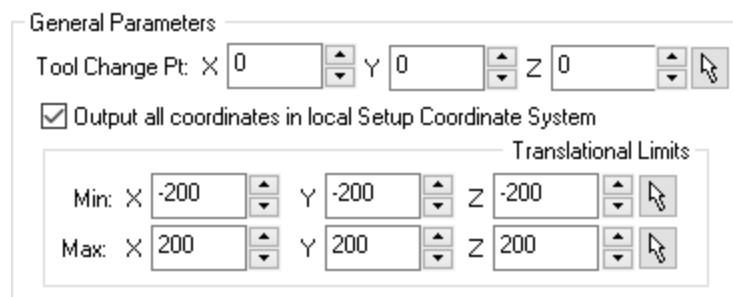 General Parameters
Tool Change Pt: X 0 Y 0 Z 0
Output all coordinates in local Setup Coordinate System
Translational Limits
Min: X -200 Y -200 Z -200
Max: X 200 Y 200 Z 200